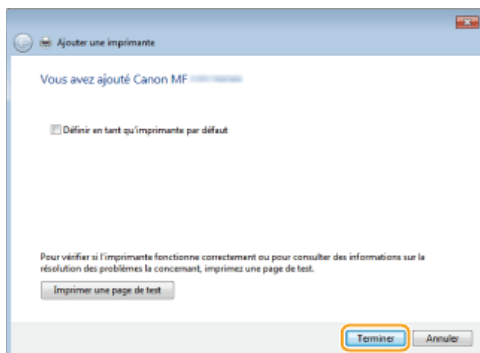 Ajouter une imprimante
Vous avez ajouté Canon MF
Définir en tant qu'imprimante par défaut
Pour vérifier si l'imprimante fonctionne correctement ou pour consulter des informations sur la
résolution des problèmes la concernant, imprimez une page de test.
Imprimer une page de test
Terminer Annuler